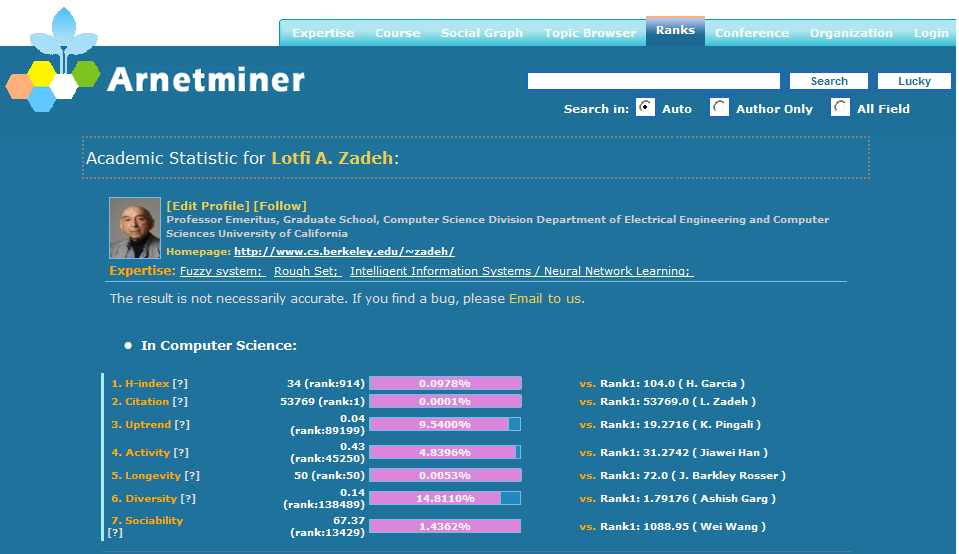 Expertise Course Social Graph Topic Browser Ranks Conference Organization Login
Arnetminer
Search Lucky
Search in: Auto Author Only All Field
Academic Statistic for Lotfi A. Zadeh:
[Edit Profile] [Follow]
Professor Emeritus, Graduate School, Computer Science Division Department of Electrical Engineering and Computer
Sciences University of California
Homepage: http://www.cs.berkeley.edu/~zadeh/
Expertise: Fuzzy system; Rough Set; Intelligent Information Systems / Neural Network Learning;
The result is not necessarily accurate. If you find a bug, please Email to us.
• In Computer Science:
1. H-index [?] 34 (rank:914) 0.0978% vs. Rank1: 104.0 ( H. Garcia )
2. Citation [?] 53769 (rank:1) 0.0001% vs. Rank1: 53769.0 ( L. Zadeh )
3. Uptrend [?] 0.04 (rank:89199) 9.5400% vs. Rank1: 19.2716 ( K. Pingali )
4. Activity [?] 0.43 (rank:45250) 4.8396% vs. Rank1: 31.2742 ( Jiawei Han )
5. Longevity [?] 50 (rank:50) 0.0053% vs. Rank1: 72.0 ( J. Barkley Rosser )
6. Diversity [?] 0.14 (rank:138489) 14.8110% vs. Rank1: 1.79176 ( Ashish Garg )
7. Sociability [?] 67.37 (rank:13429) 1.4362% vs. Rank1: 1088.95 ( Wei Wang )